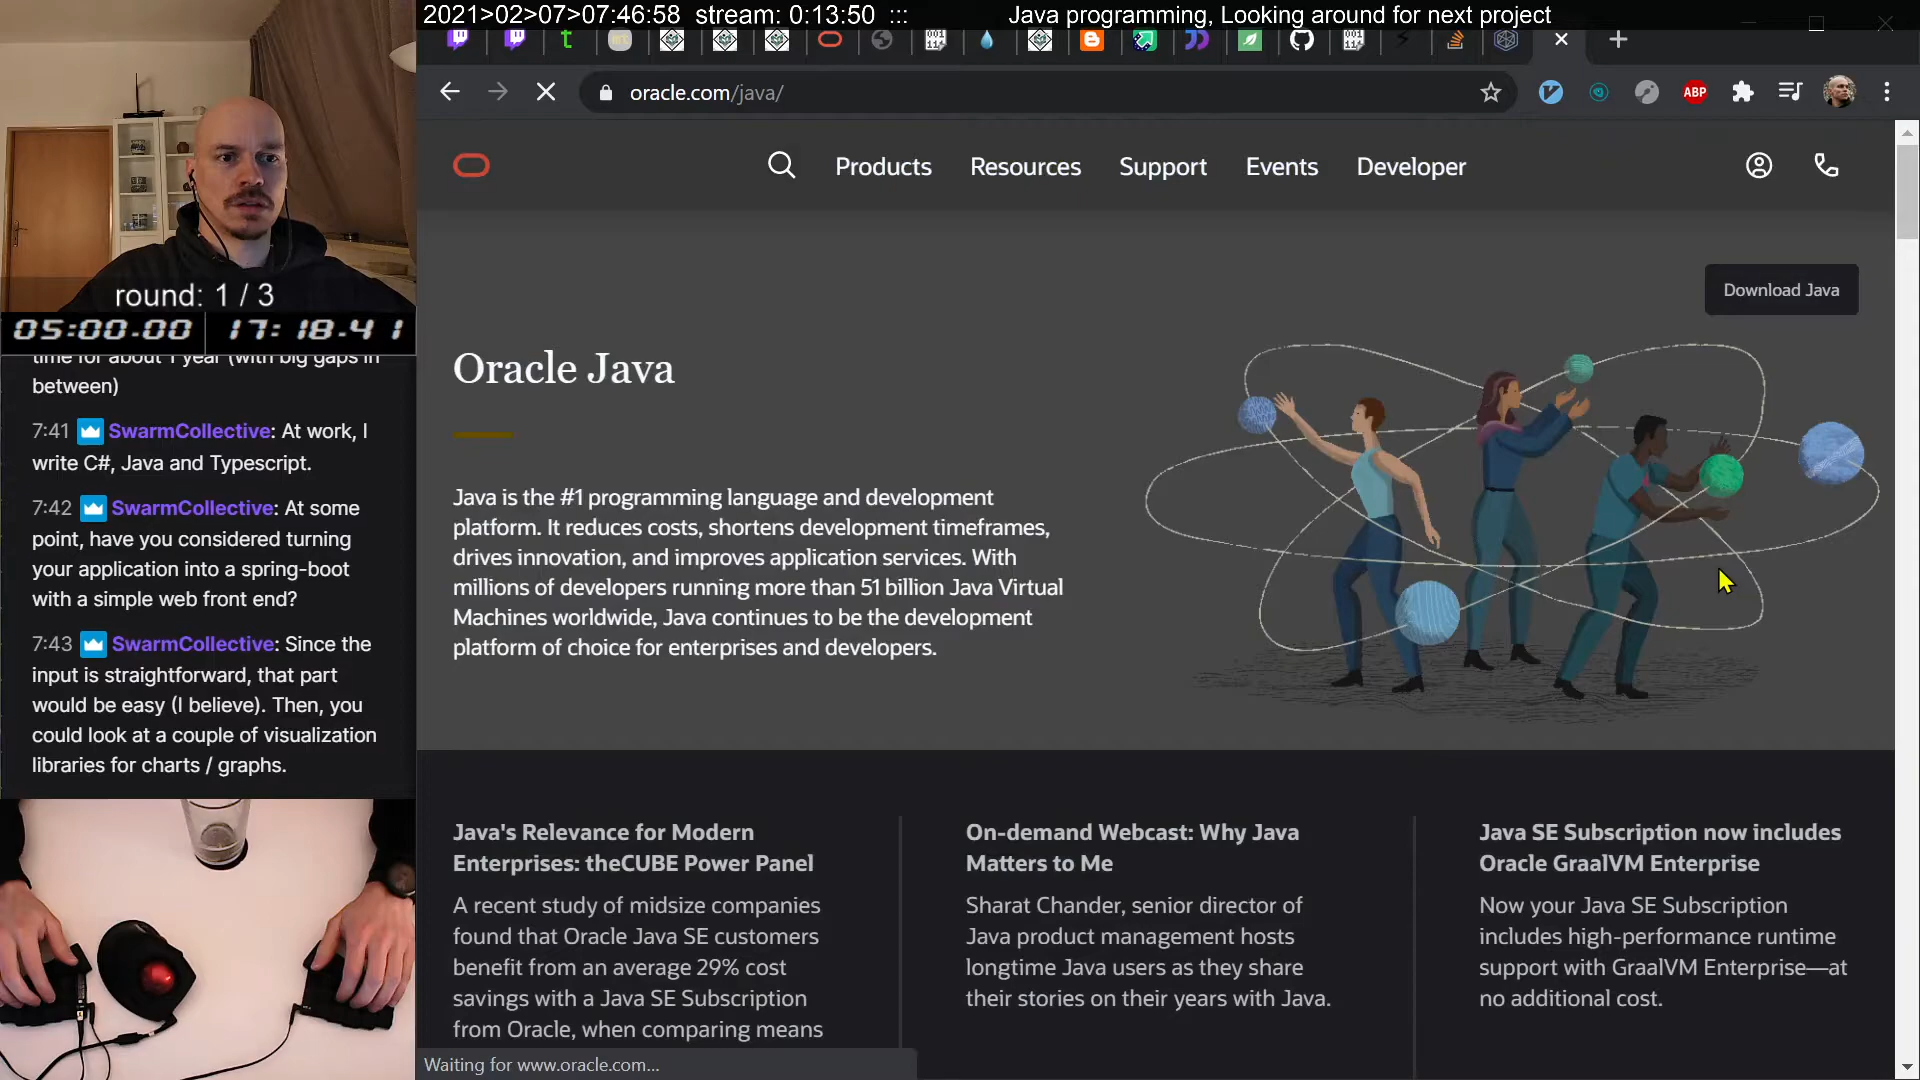 2021>02>07>07:46:58 stream: 0:13:50 ::: Java programming, Looking around for next project
oracle.com/java/
ABP
Products Resources Support Events Developer
Download Java
Oracle Java
Java is the #1 programming language and development
platform. It reduces costs, shortens development timeframes,
drives innovation, and improves application services. With
millions of developers running more than 51 billion Java Virtual
Machines worldwide, Java continues to be the development
platform of choice for enterprises and developers.
Java's Relevance for Modern
Enterprises: theCUBE Power Panel
A recent study of midsize companies
found that Oracle Java SE customers
benefit from an average 29% cost
savings with a Java SE Subscription
from Oracle, when comparing means
On-demand Webcast: Why Java
Matters to Me
Sharat Chander, senior director of
Java product management hosts
longtime Java users as they share
their stories on their years with Java.
Java SE Subscription now includes
Oracle GraalVM Enterprise
Now your Java SE Subscription
includes high-performance runtime
support with GraalVM Enterprise—at
no additional cost.
Waiting for www.oracle.com...
round: 1 / 3
05:00.00 17:18.41
time for about 1 year (with big gaps in
between)
7:41 SwarmCollective: At work, I
write C#, Java and Typescript.
7:42 SwarmCollective: At some
point, have you considered turning
your application into a spring-boot
with a simple web front end?
7:43 SwarmCollective: Since the
input is straightforward, that part
would be easy (I believe). Then, you
could look at a couple of visualization
libraries for charts / graphs.